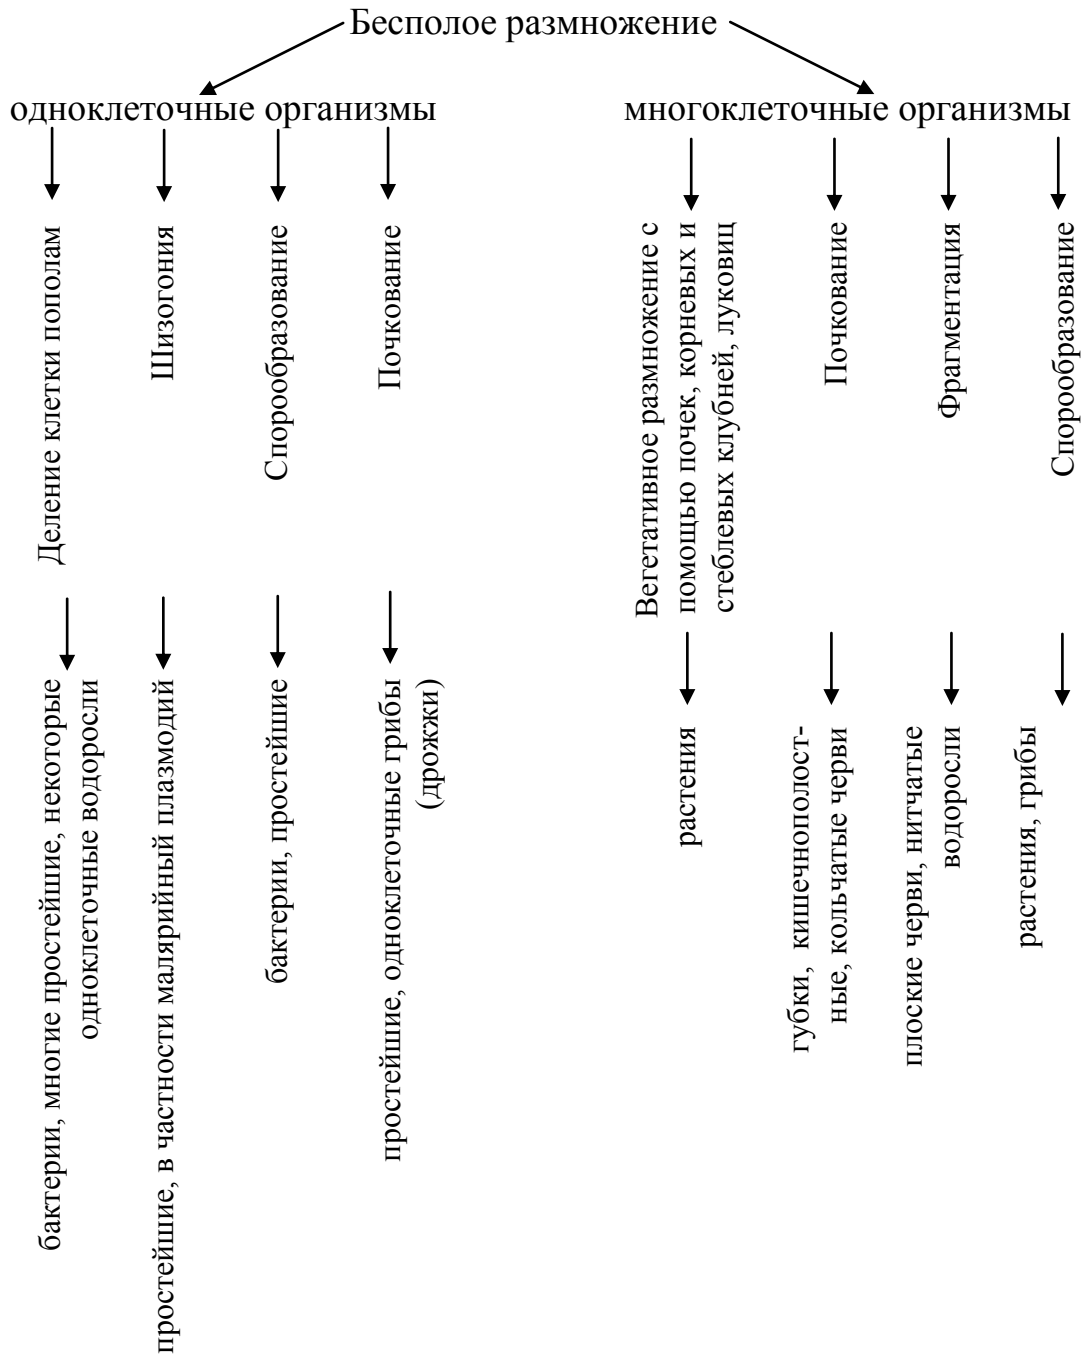 Бесполое размножение
одноклеточные организмы
многоклеточные организмы
Деление клетки пополам
Шизогония
Спорообразование
Почкование
Вегетативное размножение с
помощью почек, корневых и
стеблевых клубней, луковиц
Почкование
Фрагментация
Спорообразование
бактерии, многие простейшие, некоторые
одноклеточные водоросли
простейшие, в частности малярийный плазмодий
бактерии, простейшие
простейшие, одноклеточные грибы
(дрожжи)
растения
губки, кишечнополост-
ные, кольчатые черви
плоские черви, нитчатые
водоросли
растения, грибы